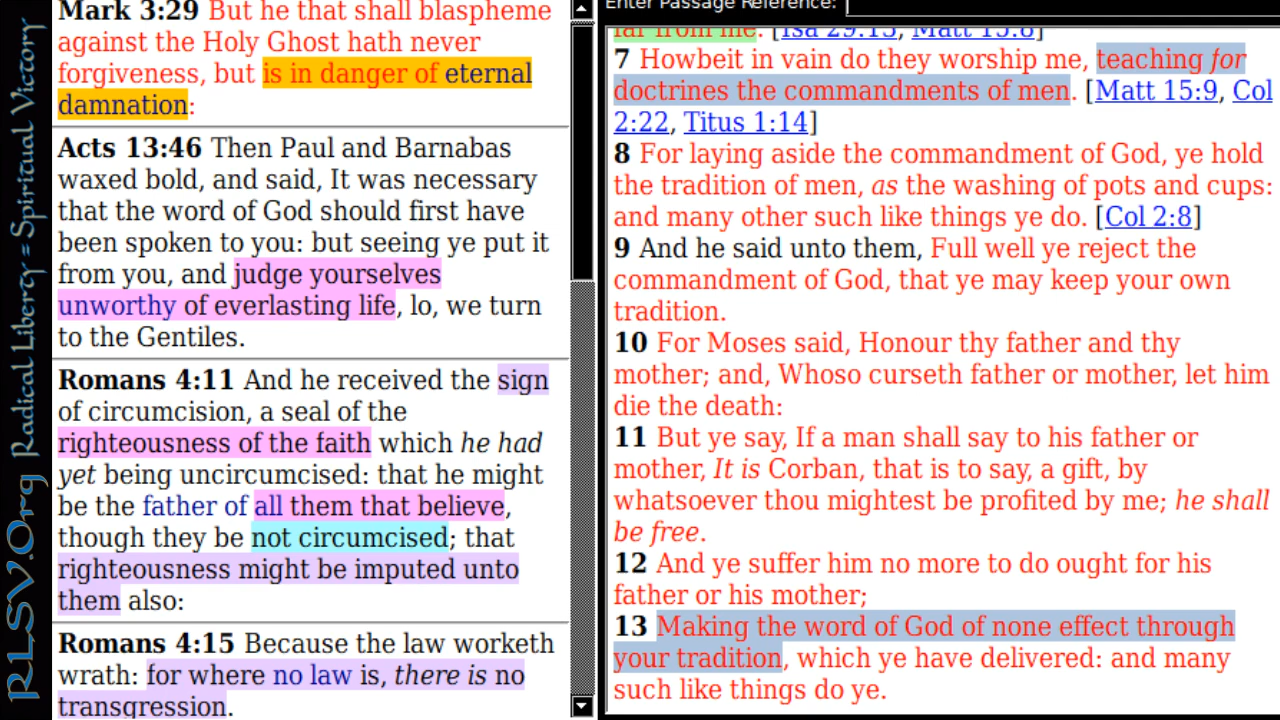 RLSV.Org Radical Liberty = Spiritual Victory
Mark 3:29 But he that shall blaspheme
against the Holy Ghost hath never
forgiveness, but is in danger of eternal
damnation:
Acts 13:46 Then Paul and Barnabas
waxed bold, and said, It was necessary
that the word of God should first have
been spoken to you: but seeing ye put it
from you, and judge yourselves
unworthy of everlasting life, lo, we turn
to the Gentiles.
Romans 4:11 And he received the sign
of circumcision, a seal of the
righteousness of the faith which he had
yet being uncircumcised: that he might
be the father of all them that believe,
though they be not circumcised; that
righteousness might be imputed unto
them also:
Romans 4:15 Because the law worketh
wrath: for where no law is, there is no
transgression.
Enter Passage Reference:
far from me. [Isa 29:13, Matt 15:8]
7 Howbeit in vain do they worship me, teaching for
doctrines the commandments of men. [Matt 15:9, Col
2:22, Titus 1:14]
8 For laying aside the commandment of God, ye hold
the tradition of men, as the washing of pots and cups:
and many other such like things ye do. [Col 2:8]
9 And he said unto them, Full well ye reject the
commandment of God, that ye may keep your own
tradition.
10 For Moses said, Honour thy father and thy
mother; and, Whoso curseth father or mother, let him
die the death:
11 But ye say, If a man shall say to his father or
mother, It is Corban, that is to say, a gift, by
whatsoever thou mightest be profited by me; he shall
be free.
12 And ye suffer him no more to do ought for his
father or his mother;
13 Making the word of God of none effect through
your tradition, which ye have delivered: and many
such like things do ye.